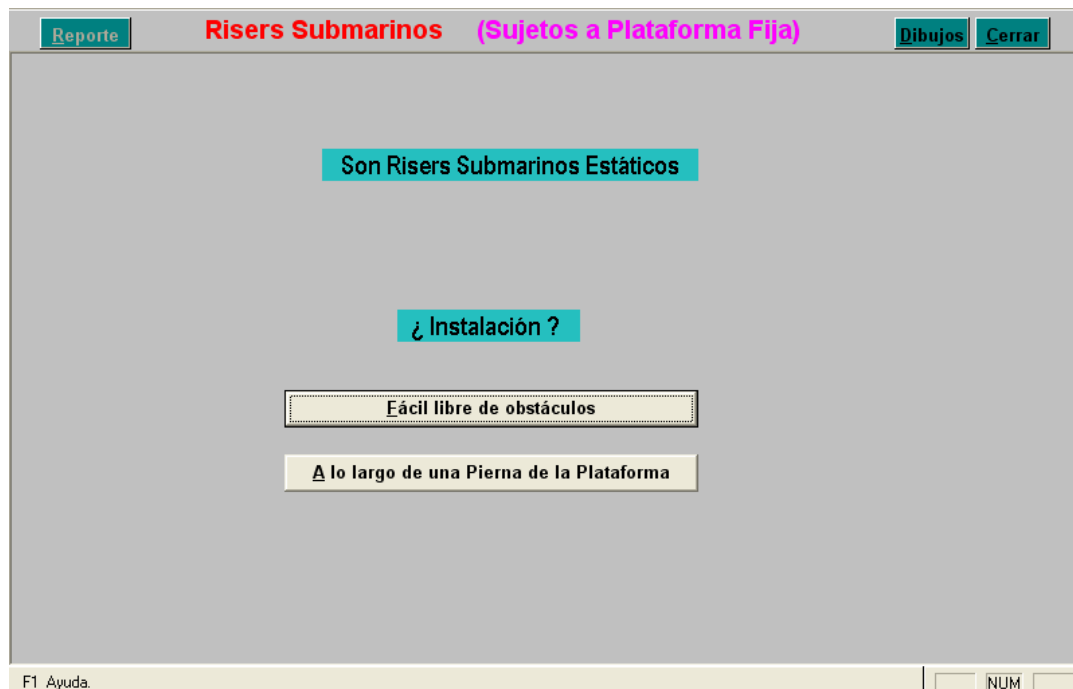 Reporte Risers Submarinos (Sujetos a Plataforma Fija) Dibujos Cerrar
Son Risers Submarinos Estáticos
¿ Instalación ?
Fácil libre de obstáculos
A lo largo de una Pierna de la Plataforma
F1 Ayuda. NUM